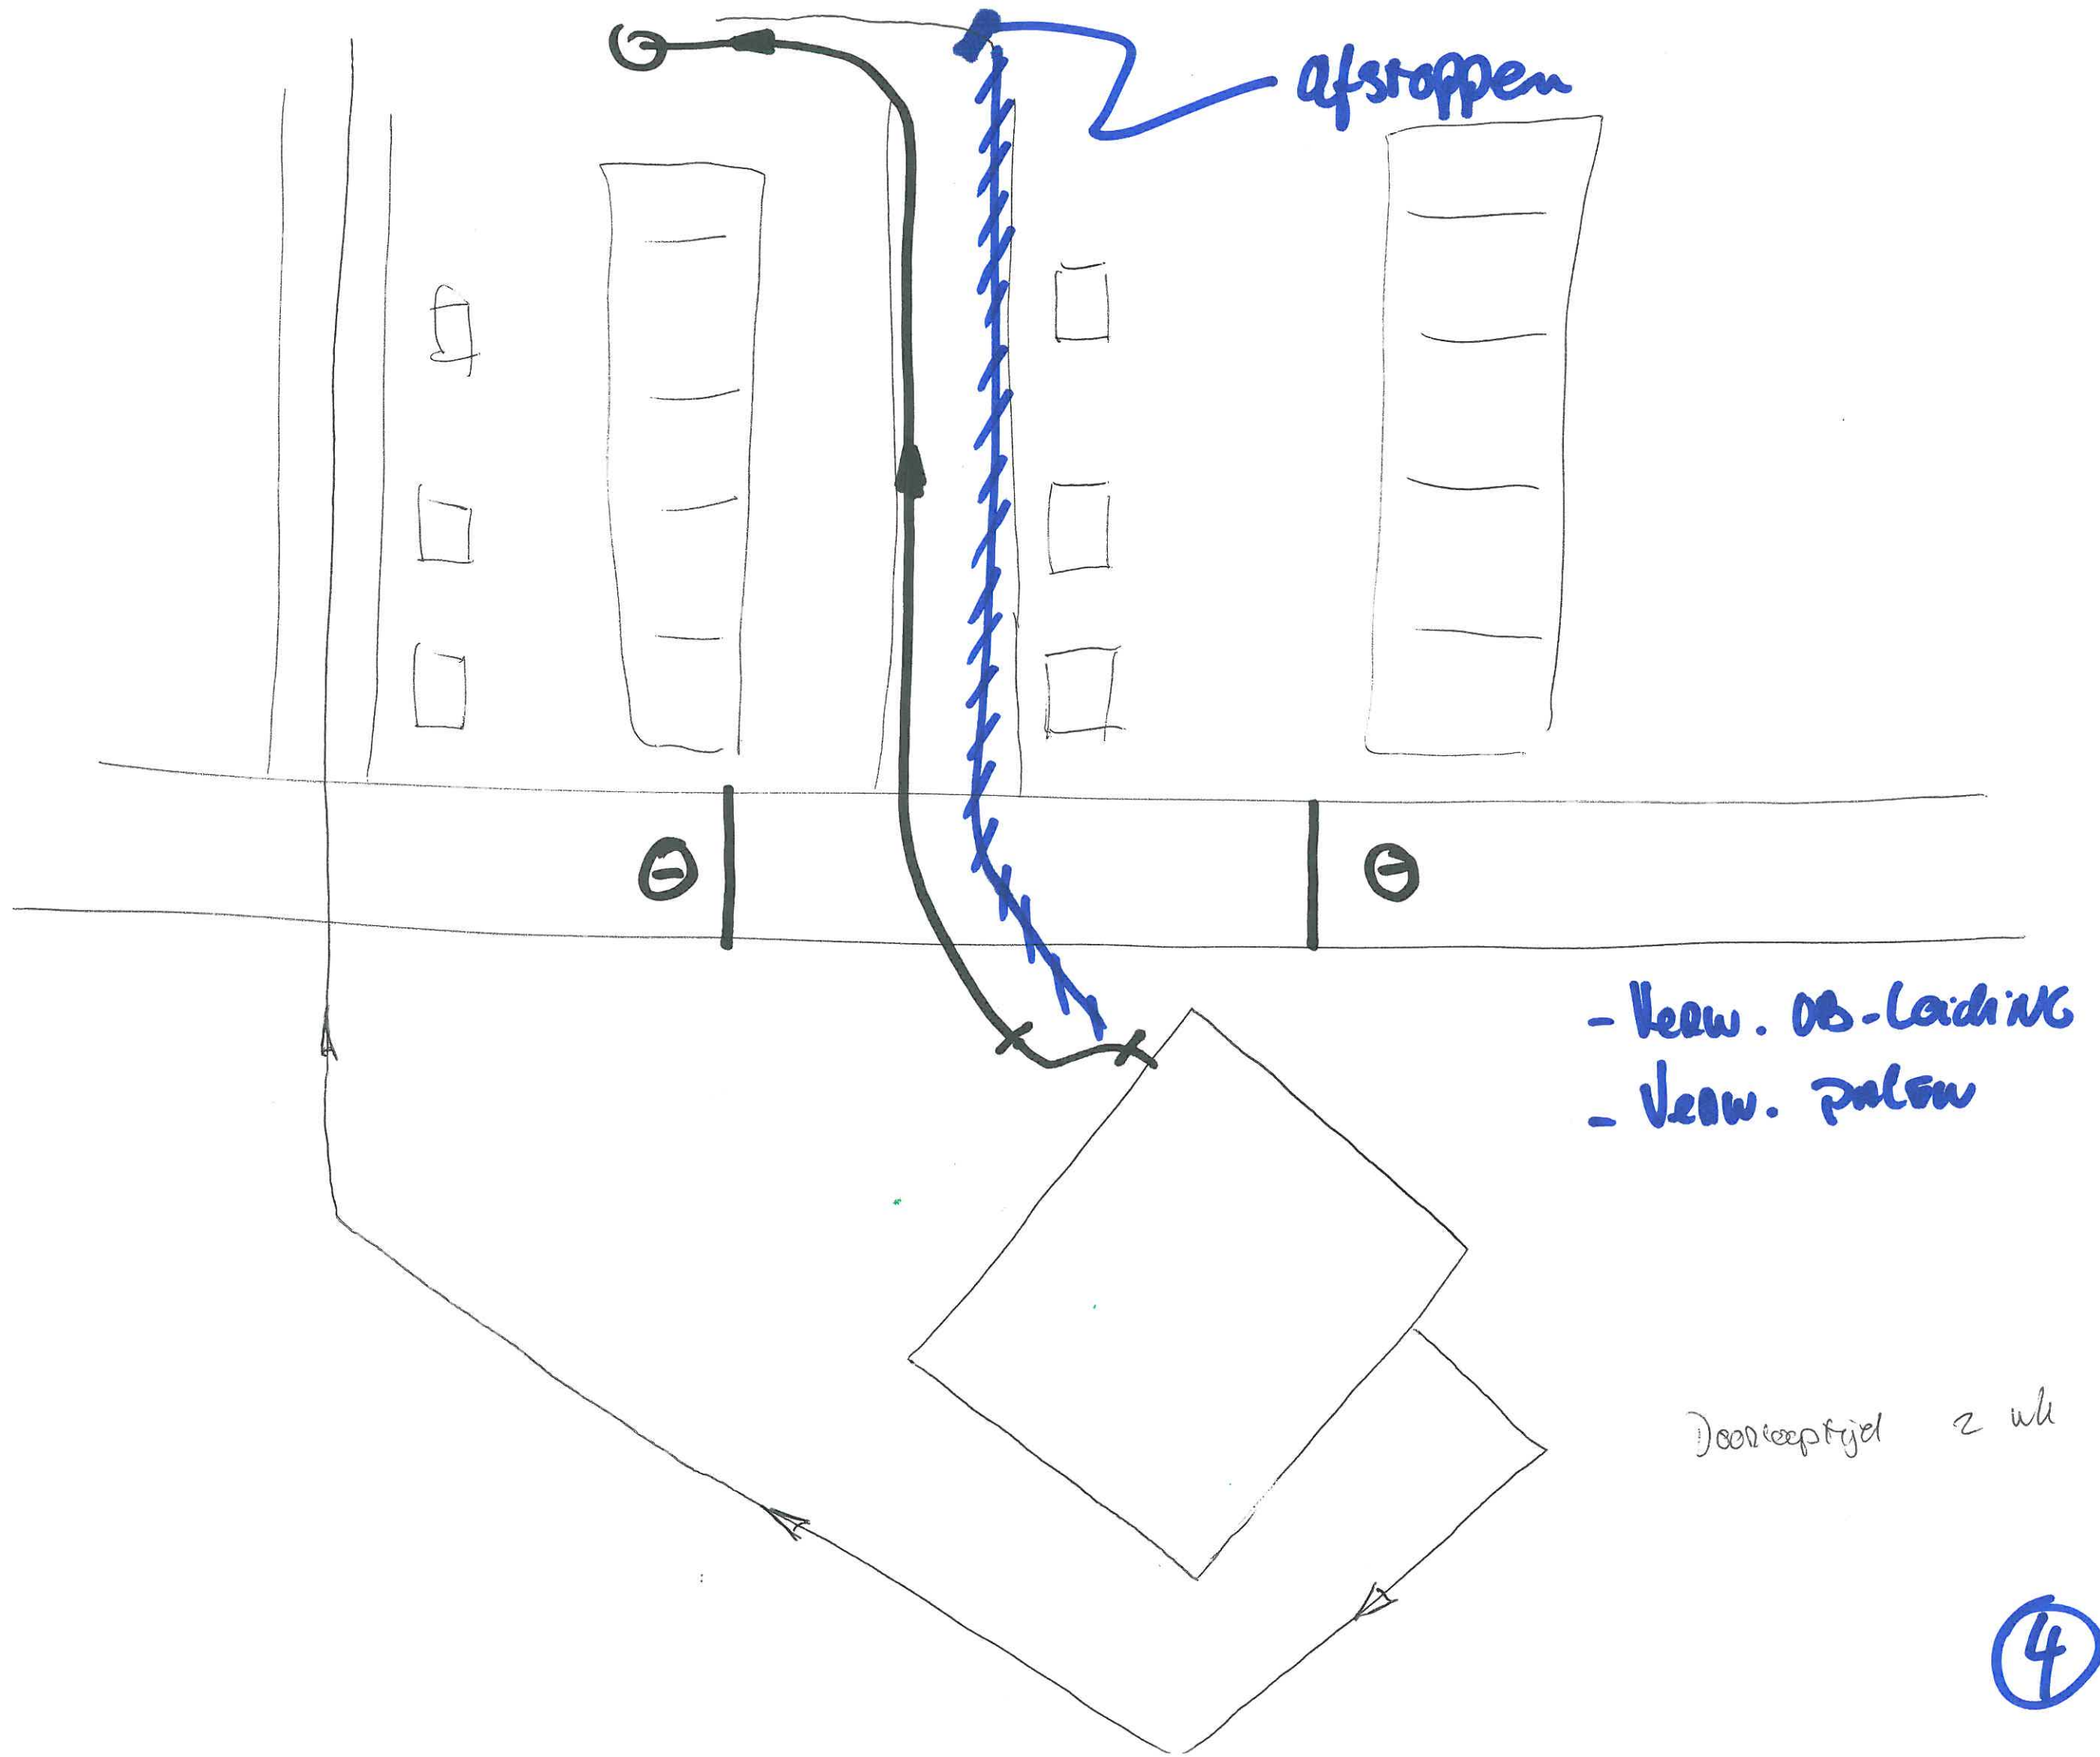 afstoppen
- Verw. OB-Leiding
- Verw. palen
Doorlooptijd 2 wk
4